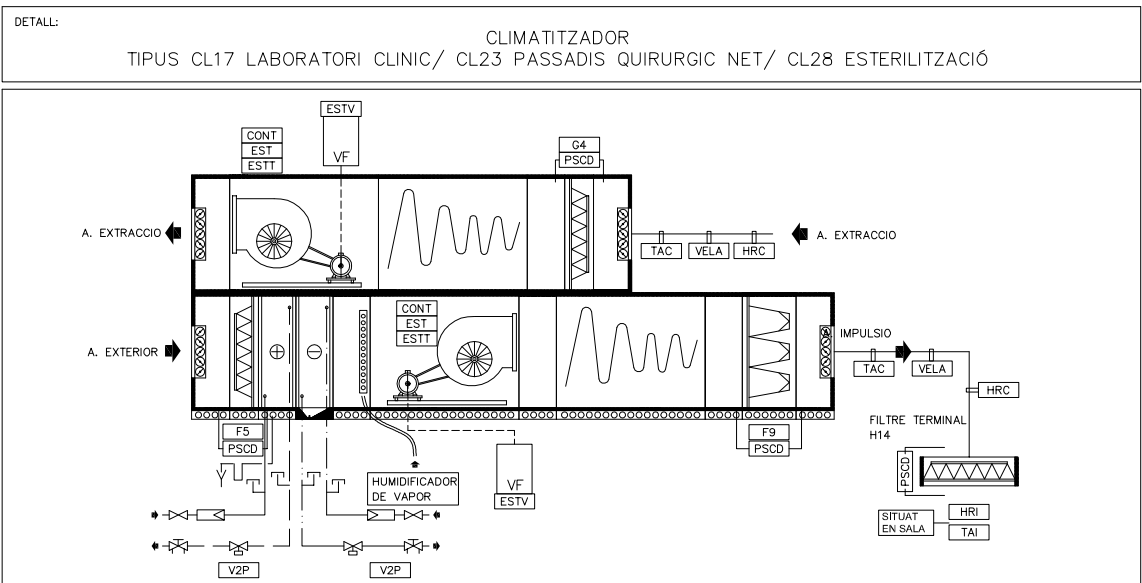 DETALL:
CLIMATITZADOR
TIPUS CL17 LABORATORI CLINIC/ CL23 PASSADIS QUIRURGIC NET/ CL28 ESTERILITZACIÓ
ESTV
VF
CONT
EST
ESTT
G4
PSCD
A. EXTRACCIO
TAC
VELA
HRC
A. EXTRACCIO
CONT
EST
ESTT
A. EXTERIOR
IMPULSIO
TAC
VELA
HRC
F5
PSCD
F9
PSCD
FILTRE TERMINAL
H14
PSCD
HUMIDIFICADOR
DE VAPOR
VF
ESTV
SITUAT
EN SALA
HRI
TAI
V2P
V2P